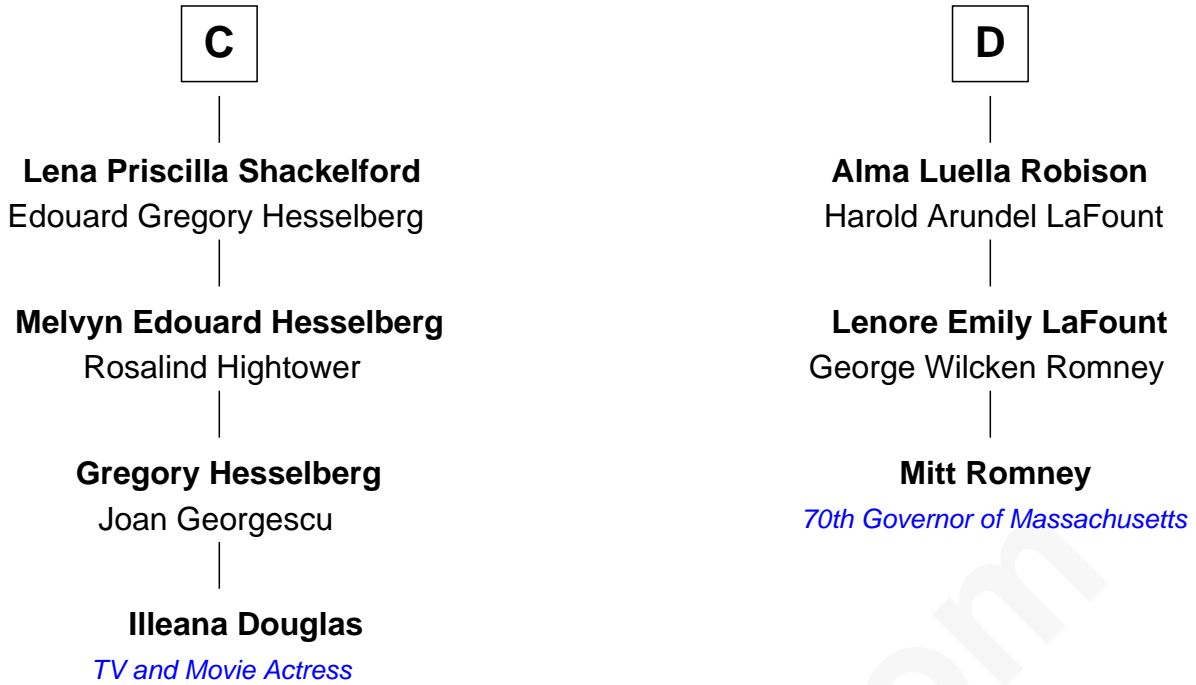 C
Lena Priscilla Shackelford
Edouard Gregory Hesselberg
Melvyn Edouard Hesselberg
Rosalind Hightower
Gregory Hesselberg
Joan Georgescu
Illeana Douglas
TV and Movie Actress
D
Alma Luella Robison
Harold Arundel LaFount
Lenore Emily LaFount
George Wilcken Romney
Mitt Romney
70th Governor of Massachusetts
om